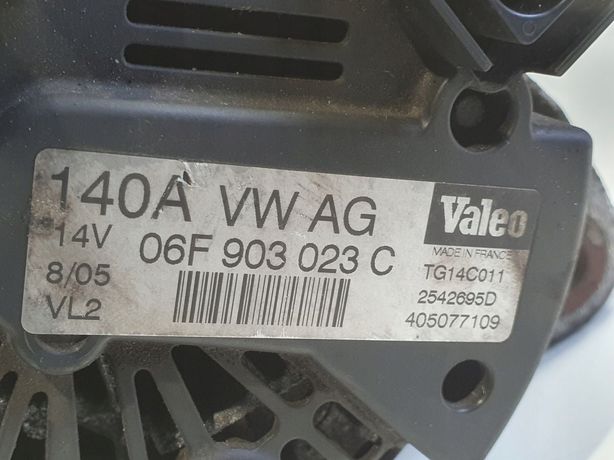 140A VW AG
14V 06F 903 023 C
8/05
VL2
Valeo
MADE IN FRANCE
TG14C011
2542695D
405077109